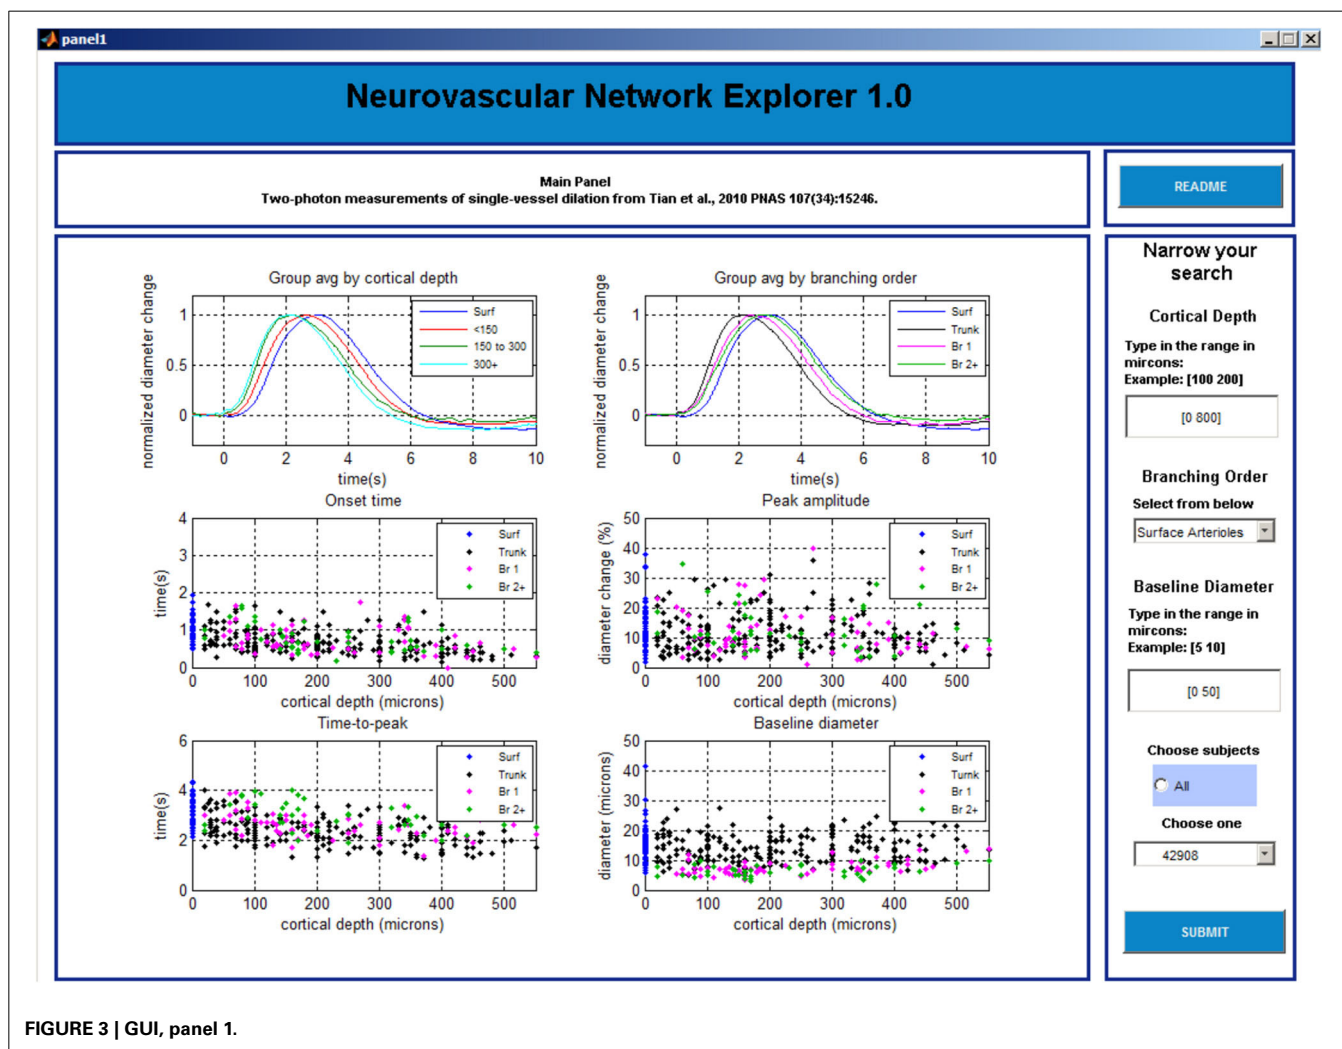 panel1
Neurovascular Network Explorer 1.0
Main Panel
Two-photon measurements of single-vessel dilation from Tian et al., 2010 PNAS 107(34):15246.
README
Group avg by cortical depth
normalized diameter change
1
0.5
0
Surf
<150
150 to 300
300+
0 2 4 6 8 10
time(s)
Group avg by branching order
normalized diameter change
1
0.5
0
Surf
Trunk
Br 1
Br 2+
0 2 4 6 8 10
time(s)
Onset time
time(s)
4
3
2
1
0
Surf
Trunk
Br 1
Br 2+
0 100 200 300 400 500
cortical depth (microns)
Peak amplitude
diameter change (%)
50
40
30
20
10
0
Surf
Trunk
Br 1
Br 2+
0 100 200 300 400 500
cortical depth (microns)
Time-to-peak
time(s)
6
4
2
0
Surf
Trunk
Br 1
Br 2+
0 100 200 300 400 500
cortical depth (microns)
Baseline diameter
diameter (microns)
50
40
30
20
10
0
Surf
Turnk
Br 1
Br 2+
0 100 200 300 400 500
cortical depth (microns)
Narrow your
search
Cortical Depth
Type in the range in
mircons:
Example: [100 200]
[0 800]
Branching Order
Select from below
Surface Arterioles
Baseline Diameter
Type in the range in
mircons:
Example: [5 10]
[0 50]
Choose subjects
All
Choose one
42908
SUBMIT
FIGURE 3 | GUI, panel 1.